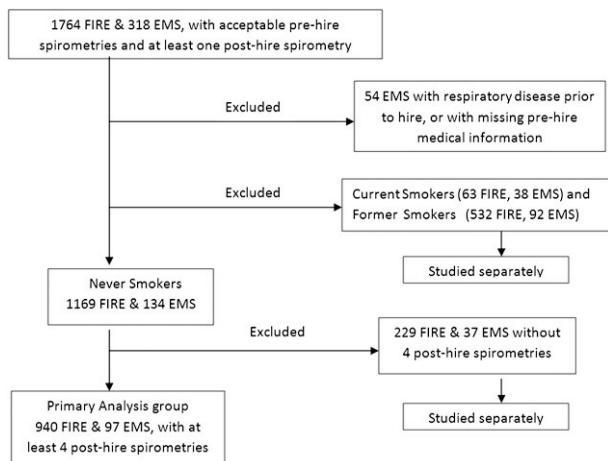 1764 FIRE & 318 EMS, with acceptable pre-hire
spirometries and at least one post-hire spirometry
Excluded
54 EMS with respiratory disease prior
to hire, or with missing pre-hire
medical information
Excluded
Current Smokers (63 FIRE, 38 EMS) and
Former Smokers (532 FIRE, 92 EMS)
Studied separately
Never Smokers
1169 FIRE & 134 EMS
Excluded
229 FIRE & 37 EMS without
4 post-hire spirometries
Studied separately
Primary Analysis group
940 FIRE & 97 EMS, with at
least 4 post-hire spirometries